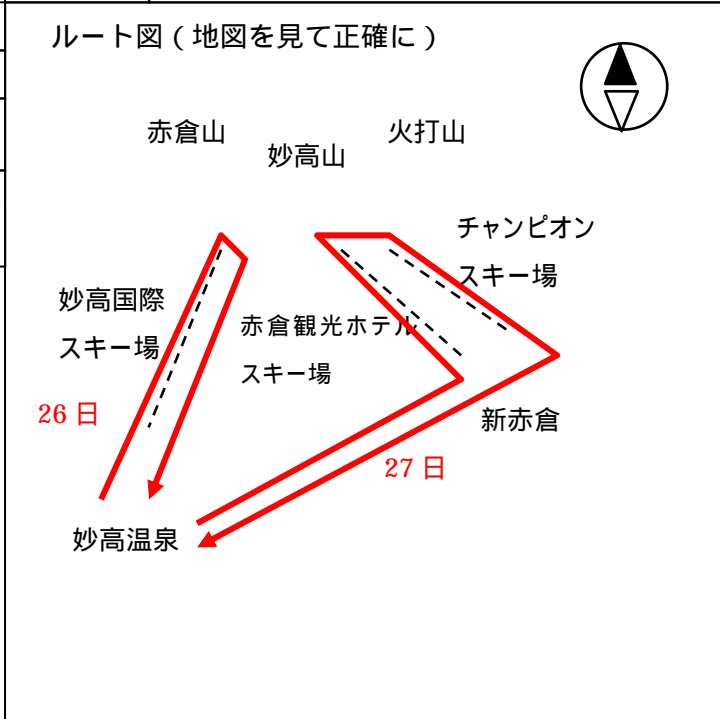 ルート図（地図を見て正確に）
赤倉山
妙高山
火打山
チャンピオン
スキー場
妙高国際
スキー場
赤倉観光ホテル
スキー場
26 日
新赤倉
27 日
妙高温泉